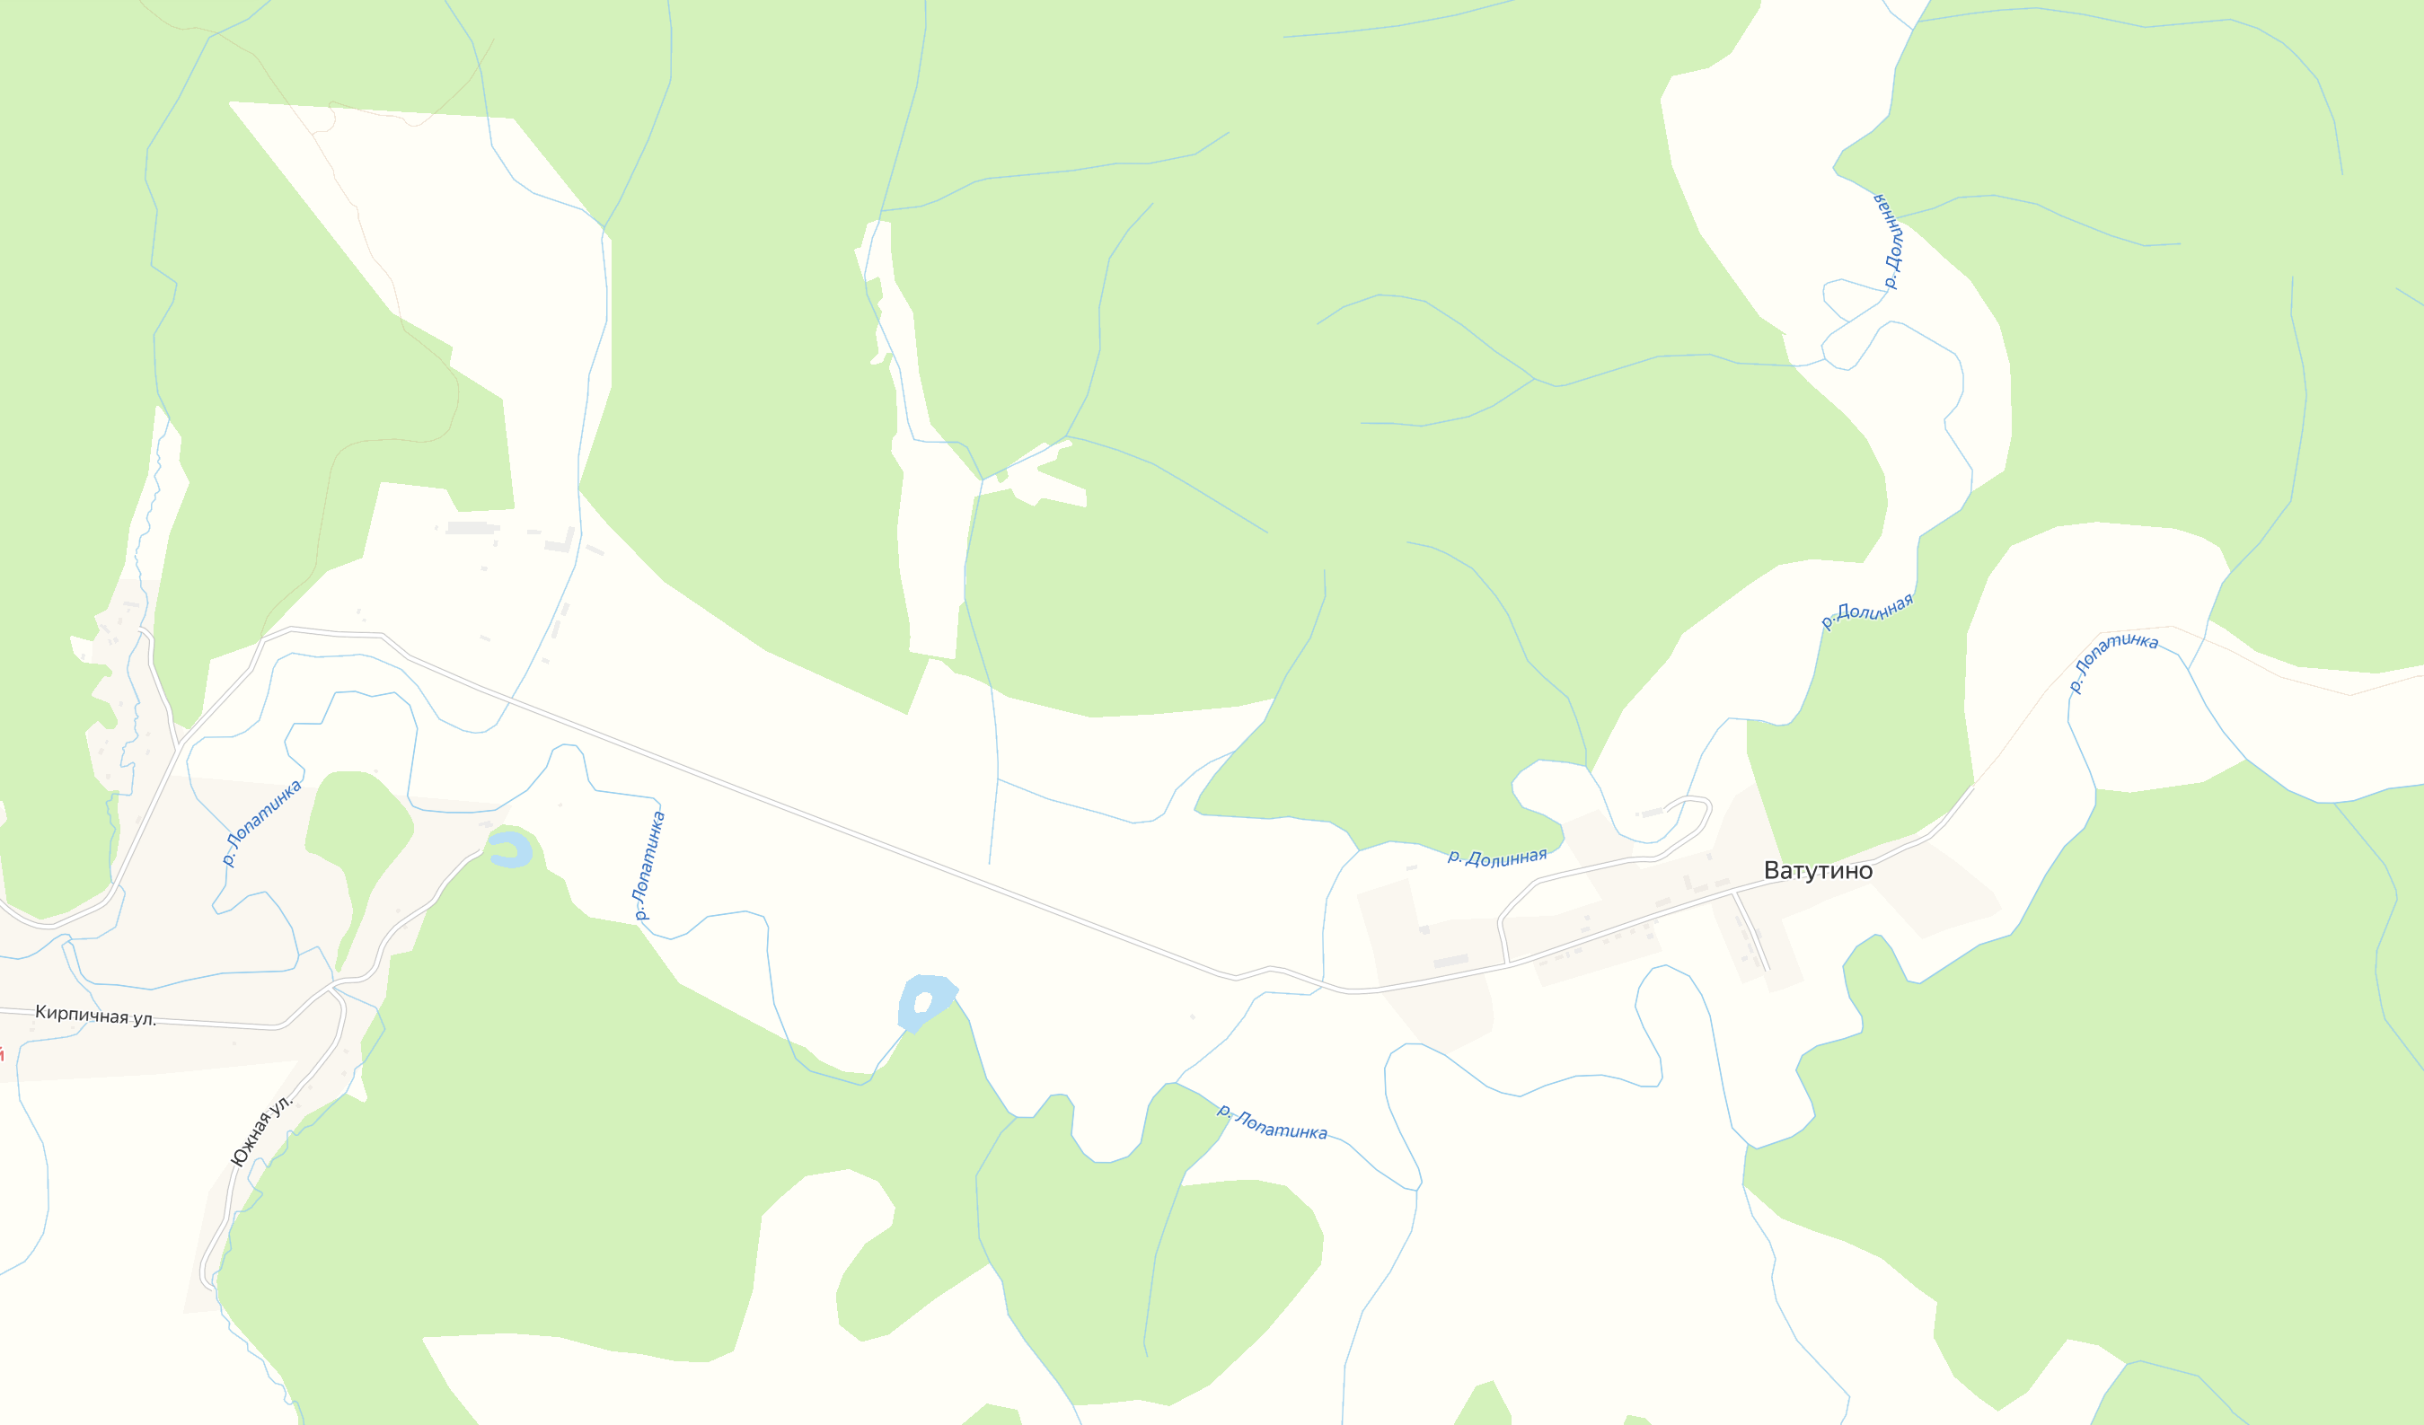 р. Долинная
р. Долинная
р. Лопатинка
р. Лопатинка
р. Лопатинка
р. Долинная
Ватутино
Кирпичная ул.
й
Южная ул.
р. Лопатинка